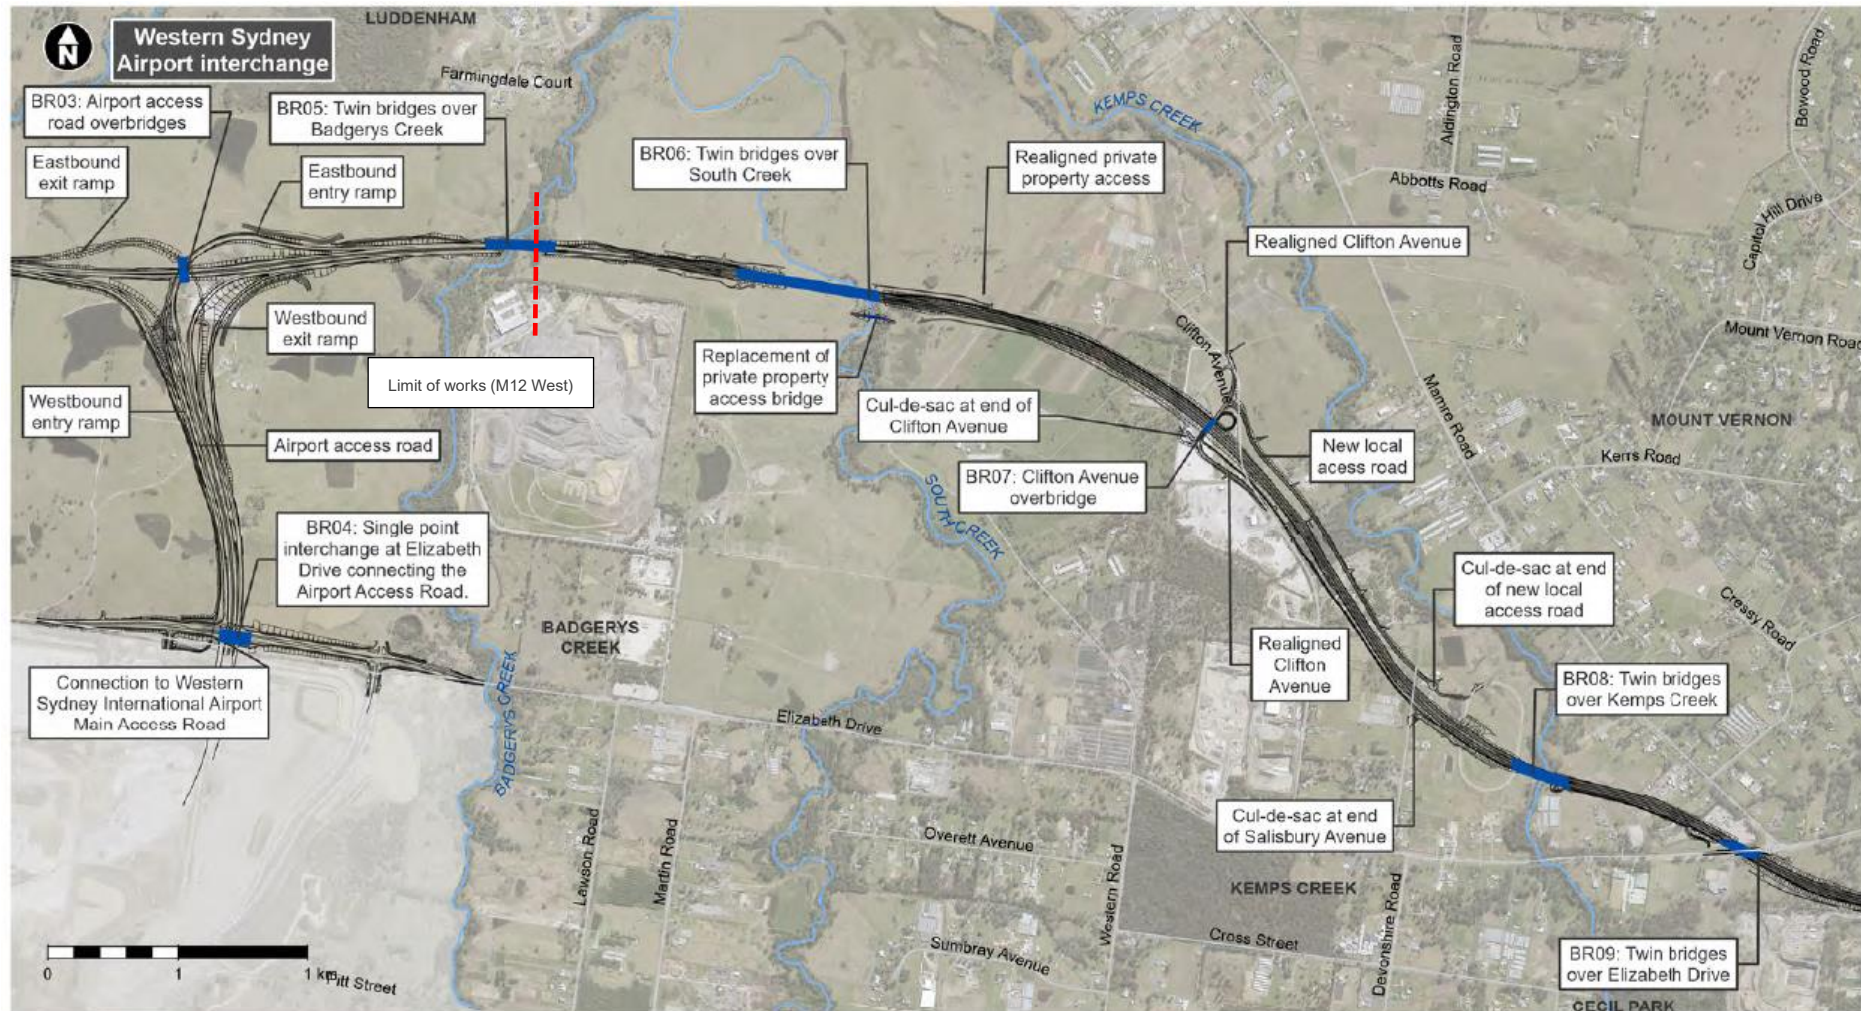 LUDDENHAM
N
Western Sydney
Airport interchange
Farmingdale Court
BR03: Airport access
road overbridges
BR05: Twin bridges over
Badgerys Creek
Eastbound
exit ramp
Eastbound
entry ramp
BR06: Twin bridges over
South Creek
Realigned private
property access
KEMPS CREEK
Aldington Road
Bowood Road
Abbotts Road
Capitol Hill Drive
Realigned Clifton Avenue
Westbound
exit ramp
Limit of works (M12 West)
Replacement of
private property
access bridge
Clifton Avenue
Mount Vernon Road
Westbound
entry ramp
Airport access road
Cul-de-sac at end of
Clifton Avenue
Mamre Road
MOUNT VERNON
New local
acess road
Kerrs Road
BR07: Clifton Avenue
overbridge
SOUTH CREEK
BR04: Single point
interchange at Elizabeth
Drive connecting the
Airport Access Road.
Cul-de-sac at end
of new local
access road
Cressy Road
BADGERYS
CREEK
Realigned
Clifton
Avenue
Connection to Western
Sydney International Airport
Main Access Road
BADGERYS CREEK
Elizabeth Drive
BR08: Twin bridges
over Kemps Creek
Cul-de-sac at end
of Salisbury Avenue
Lawson Road
Martin Road
Overett Avenue
Western Road
KEMPS CREEK
Devonshire Road
Sumbray Avenue
Cross Street
BR09: Twin bridges
over Elizabeth Drive
0
1
1 km
Pitt Street
CECIL PARK